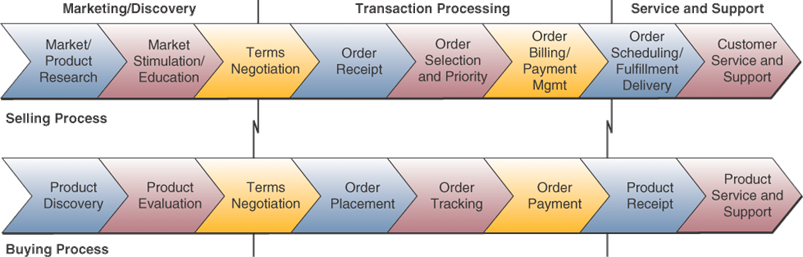 Marketing/Discovery
Transaction Processing
Service and Support
Market/
Product
Research
Market
Stimulation/
Education
Terms
Negotiation
Order
Receipt
Order
Selection
and Priority
Order
Billing/
Payment
Mgmt
Order
Scheduling/
Fulfillment
Delivery
Customer
Service and
Support
Selling Process
Product
Discovery
Product
Evaluation
Terms
Negotiation
Order
Placement
Order
Tracking
Order
Payment
Product
Receipt
Product
Service and
Support
Buying Process